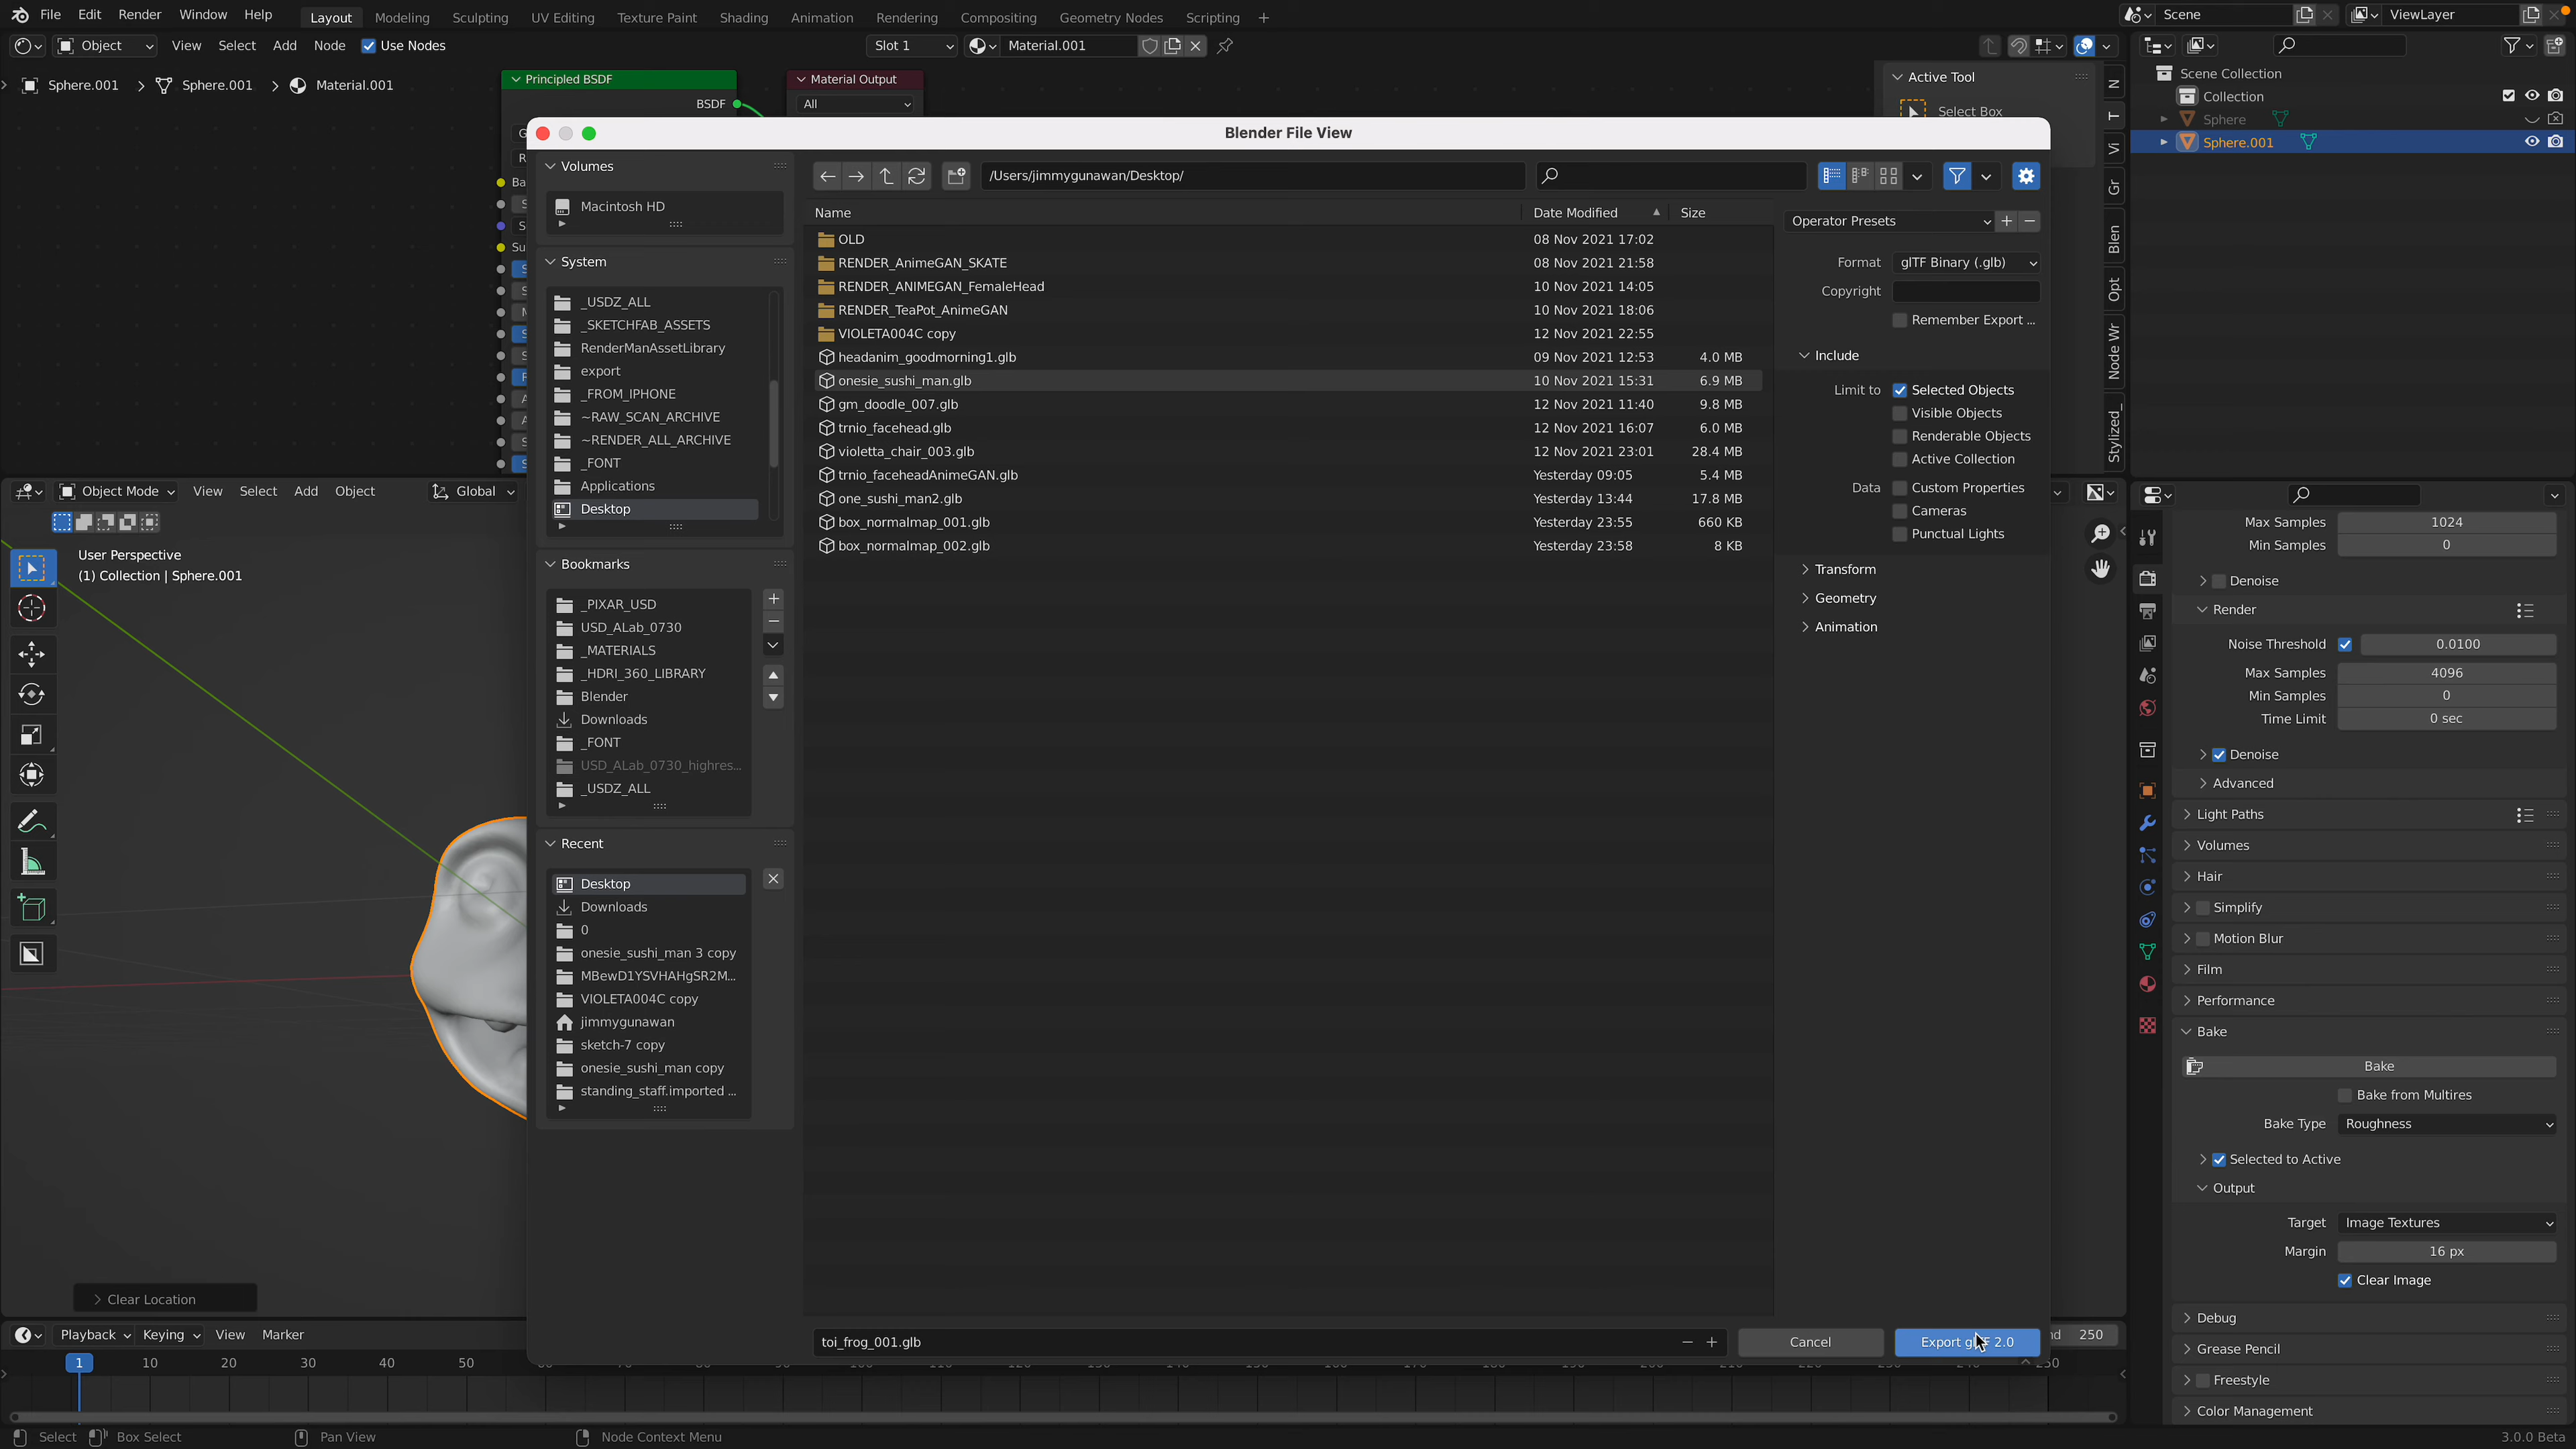 File Edit Render Window Help Layout Modeling Sculpting UV Editing Texture Paint Shading Animation Rendering Compositing Geometry Nodes Scripting + Scene ViewLayer
Object View Select Add Node Use Nodes Slot 1 Material.001
Sphere.001 > Sphere.001 > Material.001
Principled BSDF
BSDF
Material Output
All
Active Tool
Select Box
Scene Collection
Collection
Sphere
Sphere.001
Blender File View
Volumes
Macintosh HD
System
_USDZ_ALL
_SKETCHFAB_ASSETS
RenderManAssetLibrary
export
_FROM_IPHONE
~RAW_SCAN_ARCHIVE
~RENDER_ALL_ARCHIVE
_FONT
Applications
Desktop
Bookmarks
_PIXAR_USD
USD_ALab_0730
_MATERIALS
_HDRI_360_LIBRARY
Blender
Downloads
_FONT
USD_ALab_0730_highres...
_USDZ_ALL
Recent
Desktop
Downloads
0
onesie_sushi_man 3 copy
MBewD1YSVHAHgSR2M...
VIOLETA004C copy
jimmygunawan
sketch-7 copy
onesie_sushi_man copy
standing_staff.imported ...
/Users/jimmygunawan/Desktop/
Name Date Modified Size
OLD 08 Nov 2021 17:02
RENDER_AnimeGAN_SKATE 08 Nov 2021 21:58
RENDER_ANIMEGAN_FemaleHead 10 Nov 2021 14:05
RENDER_TeaPot_AnimeGAN 10 Nov 2021 18:06
VIOLETA004C copy 12 Nov 2021 22:55
headanim_goodmorning1.glb 09 Nov 2021 12:53 4.0 MB
onesie_sushi_man.glb 10 Nov 2021 15:31 6.9 MB
gm_doodle_007.glb 12 Nov 2021 11:40 9.8 MB
trnio_facehead.glb 12 Nov 2021 16:07 6.0 MB
violetta_chair_003.glb 12 Nov 2021 23:01 28.4 MB
trnio_faceheadAnimeGAN.glb Yesterday 09:05 5.4 MB
one_sushi_man2.glb Yesterday 13:44 17.8 MB
box_normalmap_001.glb Yesterday 23:55 660 KB
box_normalmap_002.glb Yesterday 23:58 8 KB
Operator Presets
Format glTF Binary (.glb)
Copyright
Remember Export ...
Include
Limit to Selected Objects
Visible Objects
Renderable Objects
Active Collection
Data Custom Properties
Cameras
Punctual Lights
Transform
Geometry
Animation
toi_frog_001.glb Cancel Export glTF 2.0
N
T
Vi
Gr
Blen
Opt
Node Wr
Stylized_
Object Mode View Select Add Object Global
User Perspective
(1) Collection | Sphere.001
Clear Location
Max Samples 1024
Min Samples 0
Denoise
Render
Noise Threshold 0.0100
Max Samples 4096
Min Samples 0
Time Limit 0 sec
Denoise
Advanced
Light Paths
Volumes
Hair
Simplify
Motion Blur
Film
Performance
Bake
Bake
Bake from Multires
Bake Type Roughness
Selected to Active
Output
Target Image Textures
Margin 16 px
Clear Image
Debug
Grease Pencil
Freestyle
Color Management
Playback Keying View Marker 250
1 10 20 30 40 50
Select Box Select Pan View Node Context Menu 3.0.0 Beta